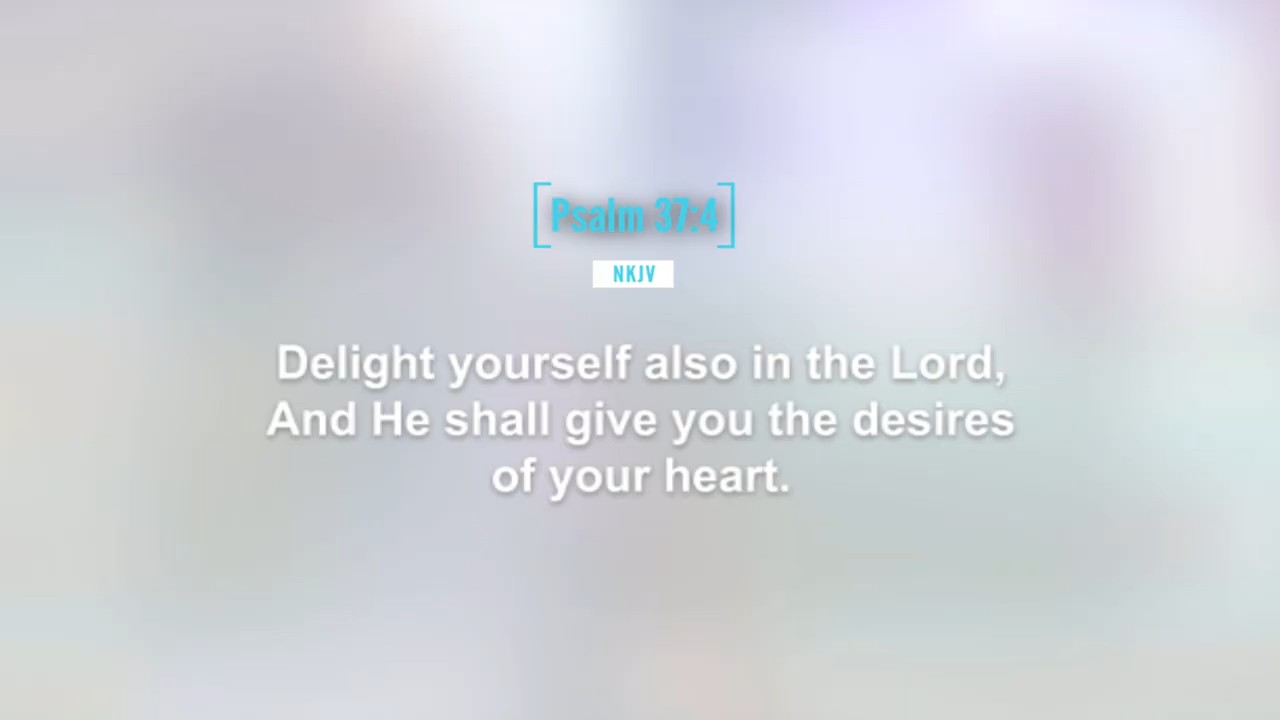 [Psalm 37:4]
NKJV
Delight yourself also in the Lord,
And He shall give you the desires
of your heart.